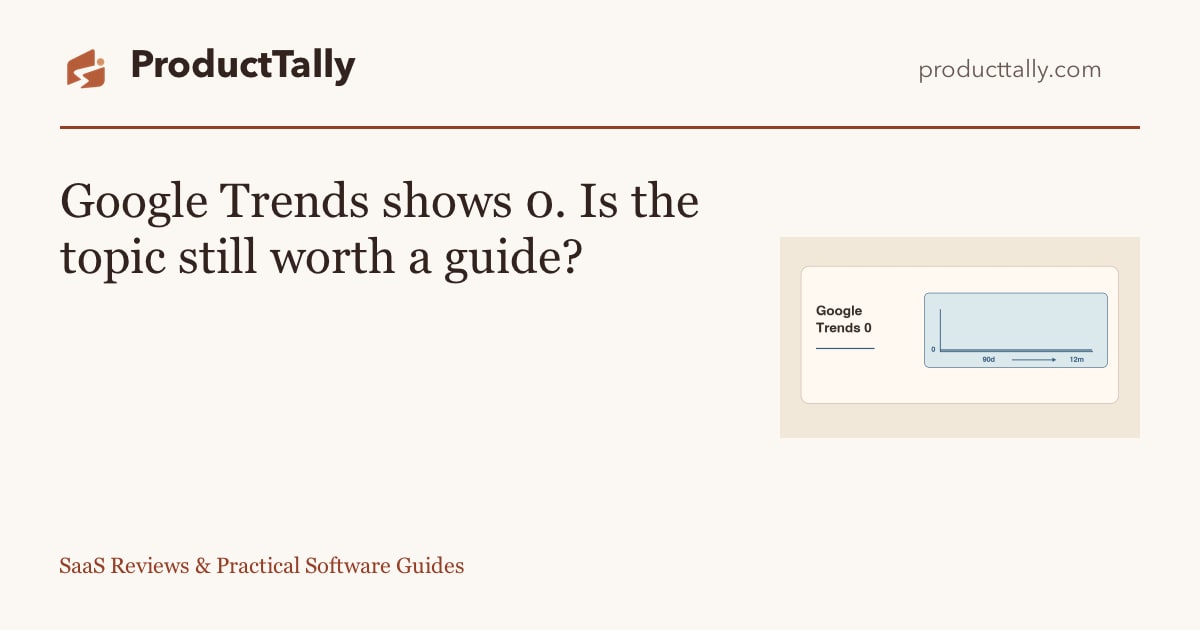 ProductTally
producttally.com
Google Trends shows 0. Is the
topic still worth a guide?
Google
Trends 0
0
90d
12m
SaaS Reviews & Practical Software Guides